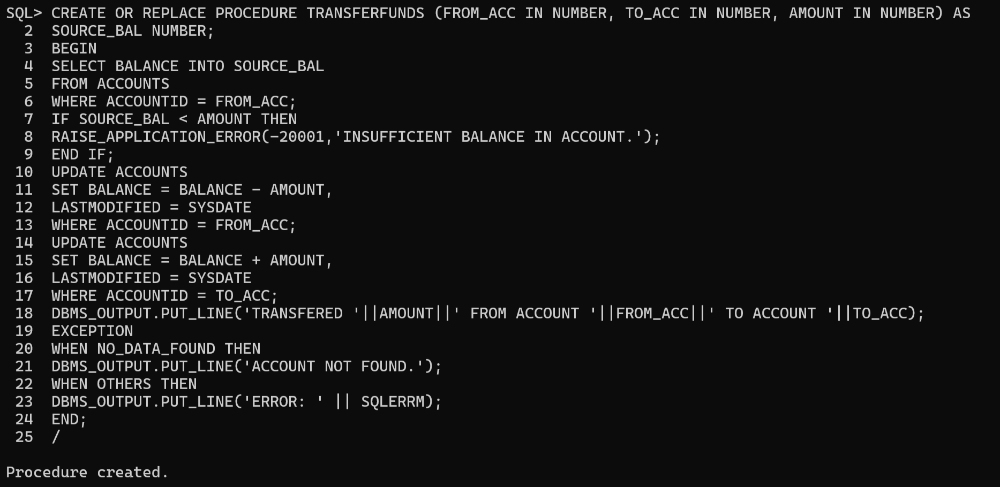 SQL> CREATE OR REPLACE PROCEDURE TRANSFERFUNDS (FROM_ACC IN NUMBER, TO_ACC IN NUMBER, AMOUNT IN NUMBER) AS
  2  SOURCE_BAL NUMBER;
  3  BEGIN
  4  SELECT BALANCE INTO SOURCE_BAL
  5  FROM ACCOUNTS
  6  WHERE ACCOUNTID = FROM_ACC;
  7  IF SOURCE_BAL < AMOUNT THEN
  8  RAISE_APPLICATION_ERROR(-20001,'INSUFFICIENT BALANCE IN ACCOUNT.');
  9  END IF;
 10  UPDATE ACCOUNTS
 11  SET BALANCE = BALANCE - AMOUNT,
 12  LASTMODIFIED = SYSDATE
 13  WHERE ACCOUNTID = FROM_ACC;
 14  UPDATE ACCOUNTS
 15  SET BALANCE = BALANCE + AMOUNT,
 16  LASTMODIFIED = SYSDATE
 17  WHERE ACCOUNTID = TO_ACC;
 18  DBMS_OUTPUT.PUT_LINE('TRANSFERED '||AMOUNT||' FROM ACCOUNT '||FROM_ACC||' TO ACCOUNT '||TO_ACC);
 19  EXCEPTION
 20  WHEN NO_DATA_FOUND THEN
 21  DBMS_OUTPUT.PUT_LINE('ACCOUNT NOT FOUND.');
 22  WHEN OTHERS THEN
 23  DBMS_OUTPUT.PUT_LINE('ERROR: ' || SQLERRM);
 24  END;
 25  /
Procedure created.